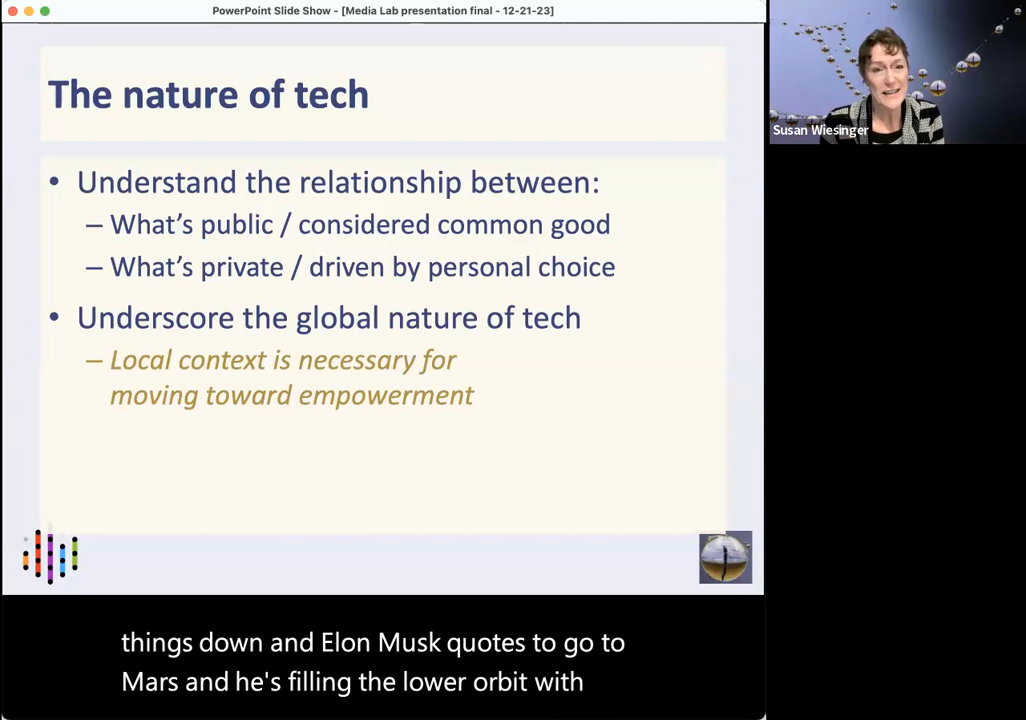 PowerPoint Slide Show - [Media Lab presentation final - 12-21-23]
The nature of tech
• Understand the relationship between:
– What's public / considered common good
– What's private / driven by personal choice
• Underscore the global nature of tech
– Local context is necessary for
moving toward empowerment
Susan Wiesinger
things down and Elon Musk quotes to go to
Mars and he's filling the lower orbit with